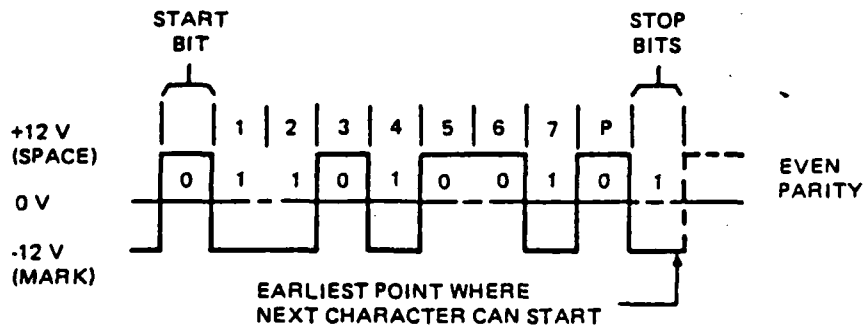 START
BIT
STOP
BITS
+12 V
(SPACE)
1 2 3 4 5 6 7 P
0 1 1 0 1 0 0 1 0 1
EVEN
PARITY
0 V
-12 V
(MARK)
EARLIEST POINT WHERE
NEXT CHARACTER CAN START